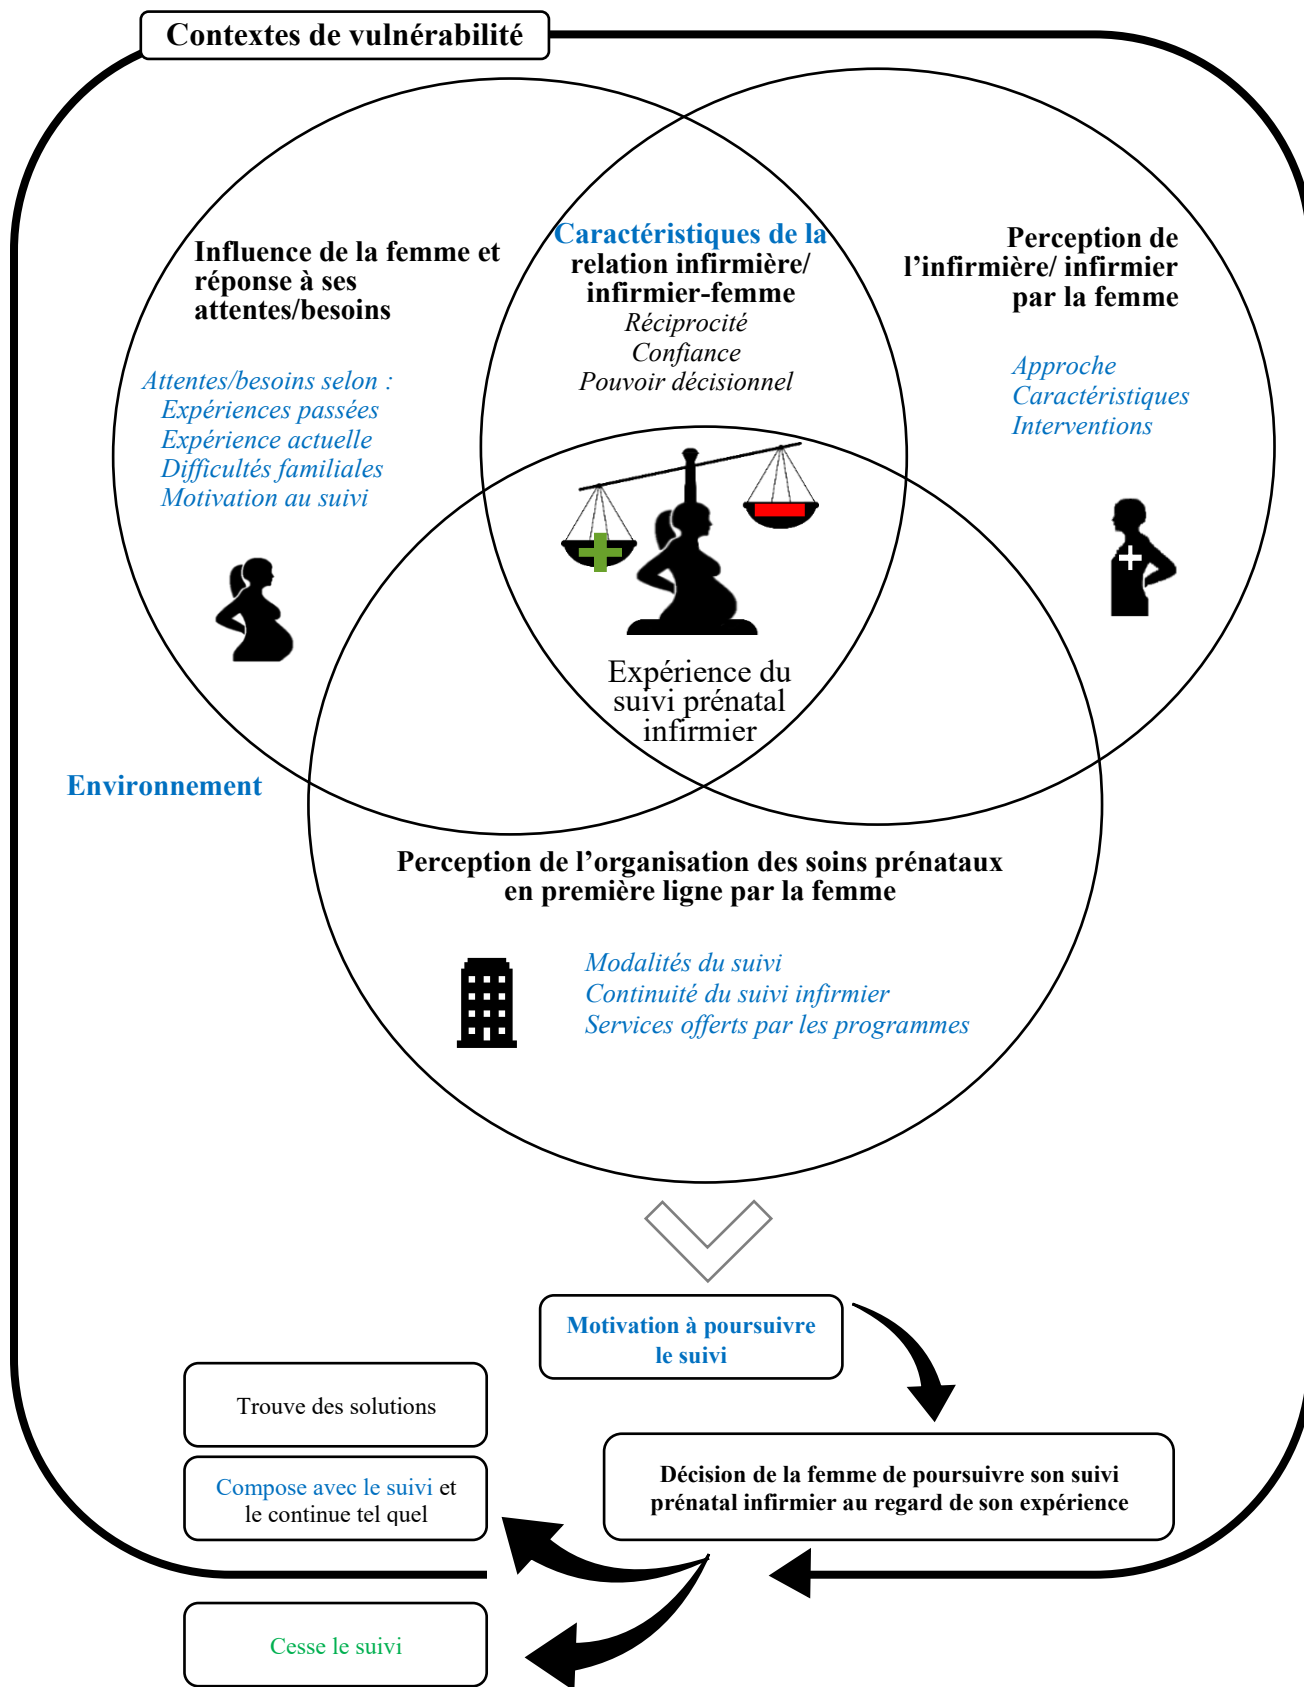 Contextes de vulnérabilité
Influence de la femme et
réponse à ses
attentes/besoins
Attentes/besoins selon :
Expériences passées
Expérience actuelle
Difficultés familiales
Motivation au suivi
Caractéristiques de la
relation infirmière/
infirmier-femme
Réciprocité
Confiance
Pouvoir décisionnel
Perception de
l’infirmière/ infirmier
par la femme
Approche
Caractéristiques
Interventions
Expérience du
suivi prénatal
infirmier
Environnement
Perception de l’organisation des soins prénataux
en première ligne par la femme
Modalités du suivi
Continuité du suivi infirmier
Services offerts par les programmes
Motivation à poursuivre
le suivi
Décision de la femme de poursuivre son suivi
prénatal infirmier au regard de son expérience
Trouve des solutions
Compose avec le suivi et
le continue tel quel
Cesse le suivi